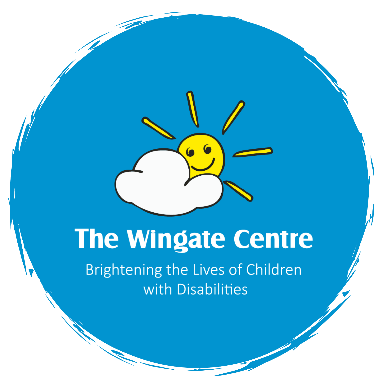 The Wingate Centre
Brightening the Lives of Children
with Disabilities